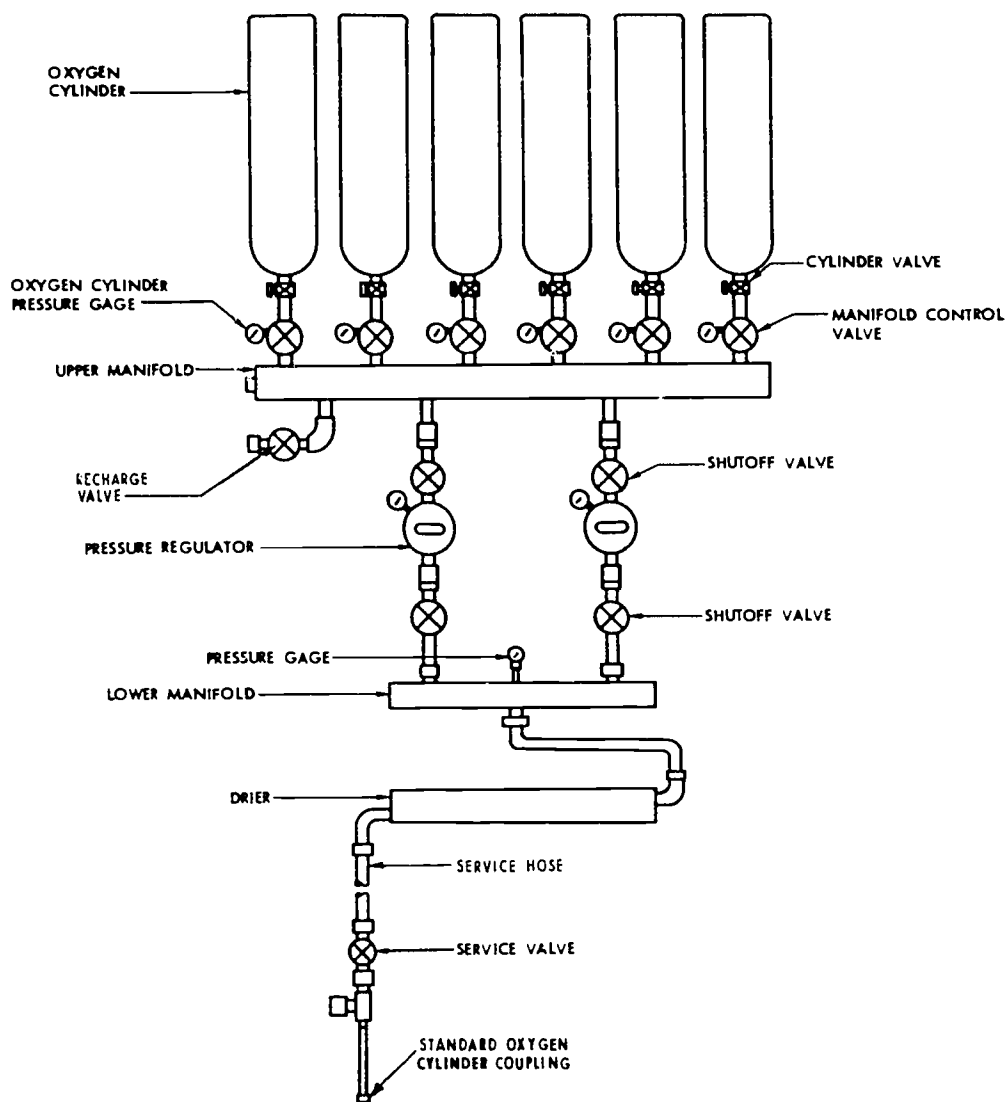 OXYGEN
CYLINDER
CYLINDER VALVE
OXYGEN CYLINDER
PRESSURE GAGE
MANIFOLD CONTROL
VALVE
UPPER MANIFOLD
RECHARGE
VALVE
SHUTOFF VALVE
PRESSURE REGULATOR
SHUTOFF VALVE
PRESSURE GAGE
LOWER MANIFOLD
DRIER
SERVICE HOSE
SERVICE VALVE
STANDARD OXYGEN
CYLINDER COUPLING